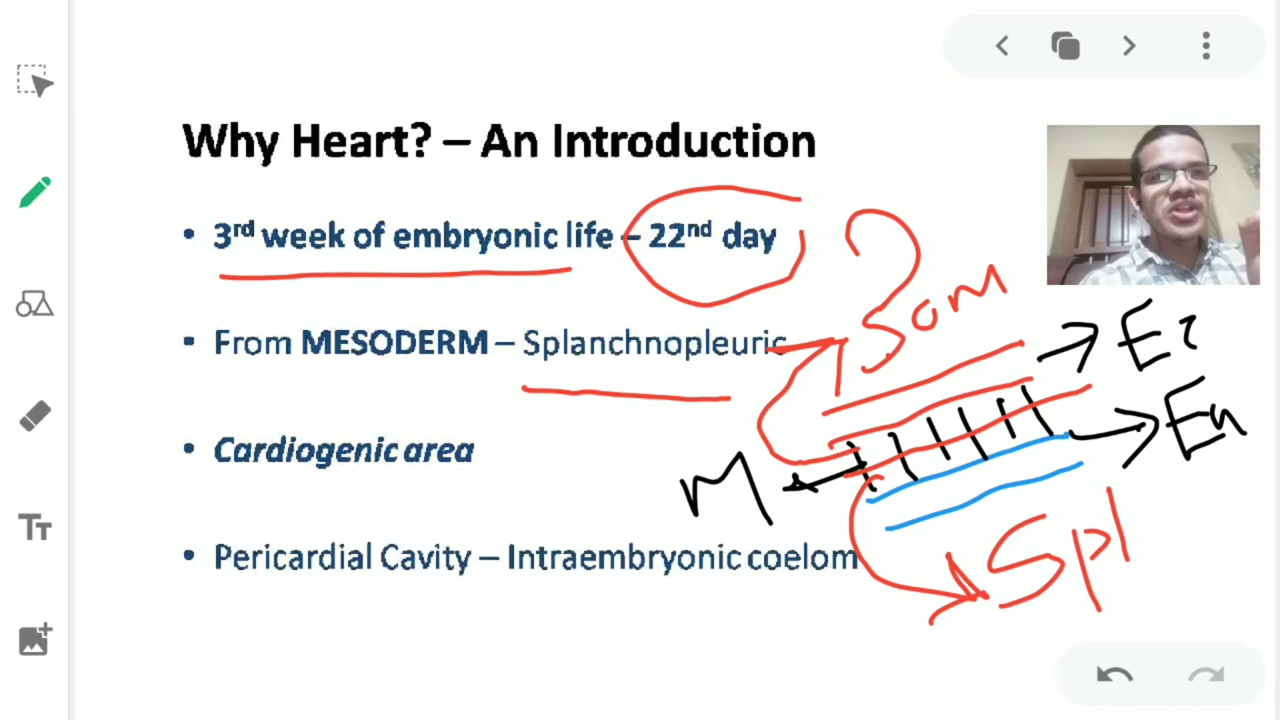 Why Heart? – An Introduction
• 3rd week of embryonic life – 22nd day
Som
• From MESODERM – Splanchnopleuric
Ec
En
• Cardiogenic area
M
• Pericardial Cavity – Intraembryonic coelom
Spl
Tт